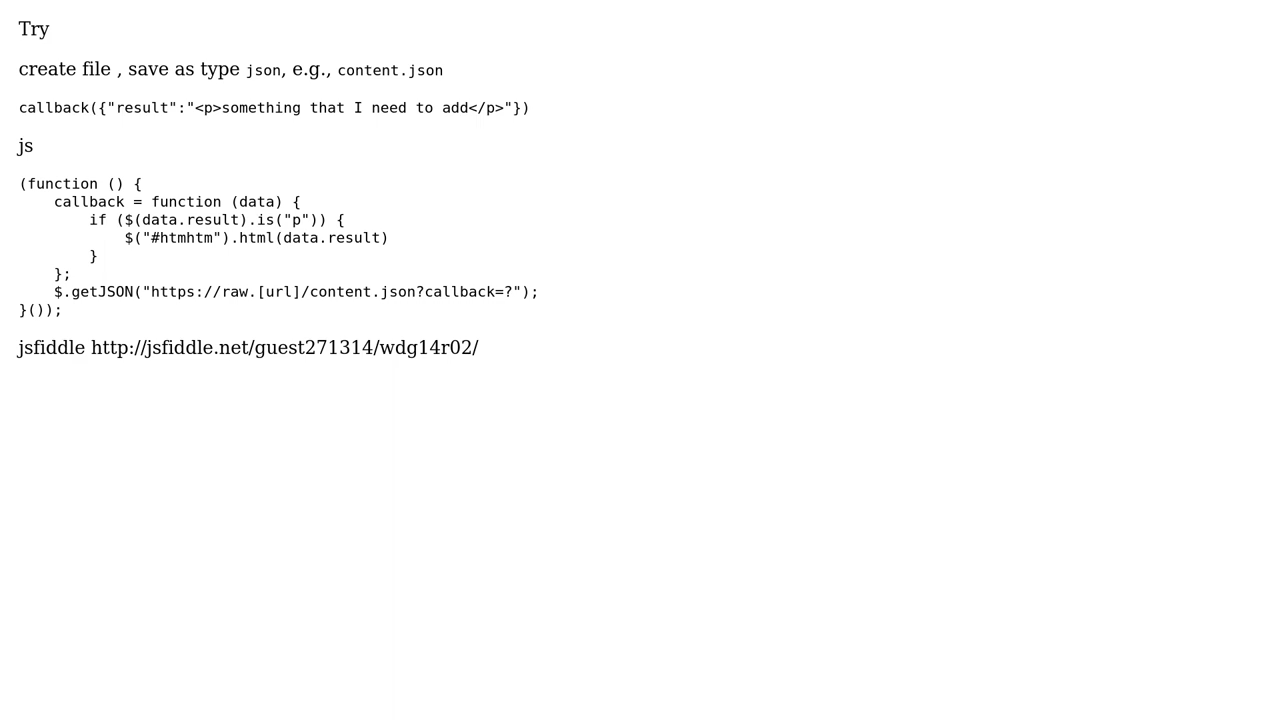 Try
create file , save as type json, e.g., content.json
callback({"result":"<p>something that I need to add</p>"})
js
(function () {
    callback = function (data) {
        if ($(data.result).is("p")) {
            $("#htmhtm").html(data.result)
        }
    };
    $.getJSON("https://raw.[url]/content.json?callback=?");
}());
jsfiddle http://jsfiddle.net/guest271314/wdg14r02/